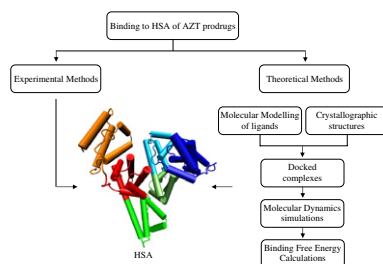 Binding to HSA of AZT prodrugs
Experimental Methods
Theoretical Methods
Molecular Modelling
of ligands
Crystallographic
structures
Docked
complexes
Molecular Dynamics
simulations
Binding Free Energy
Calculations
HSA